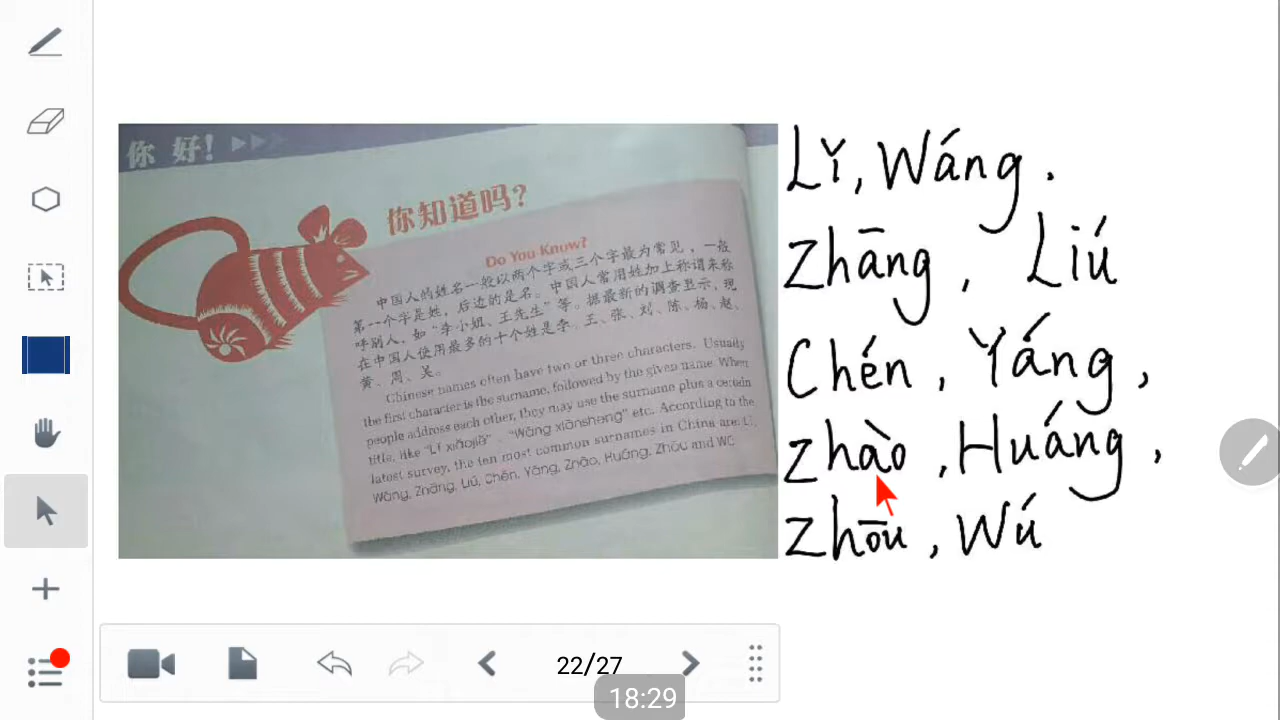 你 好!
你知道吗?
Do You Know?
中国人的姓名一般以两个字或三个字最为常见，一般
第一个字是姓，后边的是名。中国人常用姓加上称谓来称
呼别人，如“李小姐、王先生”等。据最新的调查显示，现
在中国人使用最多的十个姓是李、王、张、刘、陈、杨、赵、
黄、周、吴。
Chinese names often have two or three characters. Usually
the first character is the surname, followed by the given name. When
people address each other, they may use the surname plus a certain
title, like "Lǐ xiǎojiě", "Wáng xiānsheng" etc. According to the
latest survey, the ten most common surnames in China are: Lǐ,
Wáng, Zhāng, Liú, Chén, Yáng, Zhào, Huáng, Zhōu and Wú.
Lǐ, Wáng.
Zhāng, Liú
Chén, Yáng,
Zhào, Huáng,
Zhōu, Wú
22/27
18:29